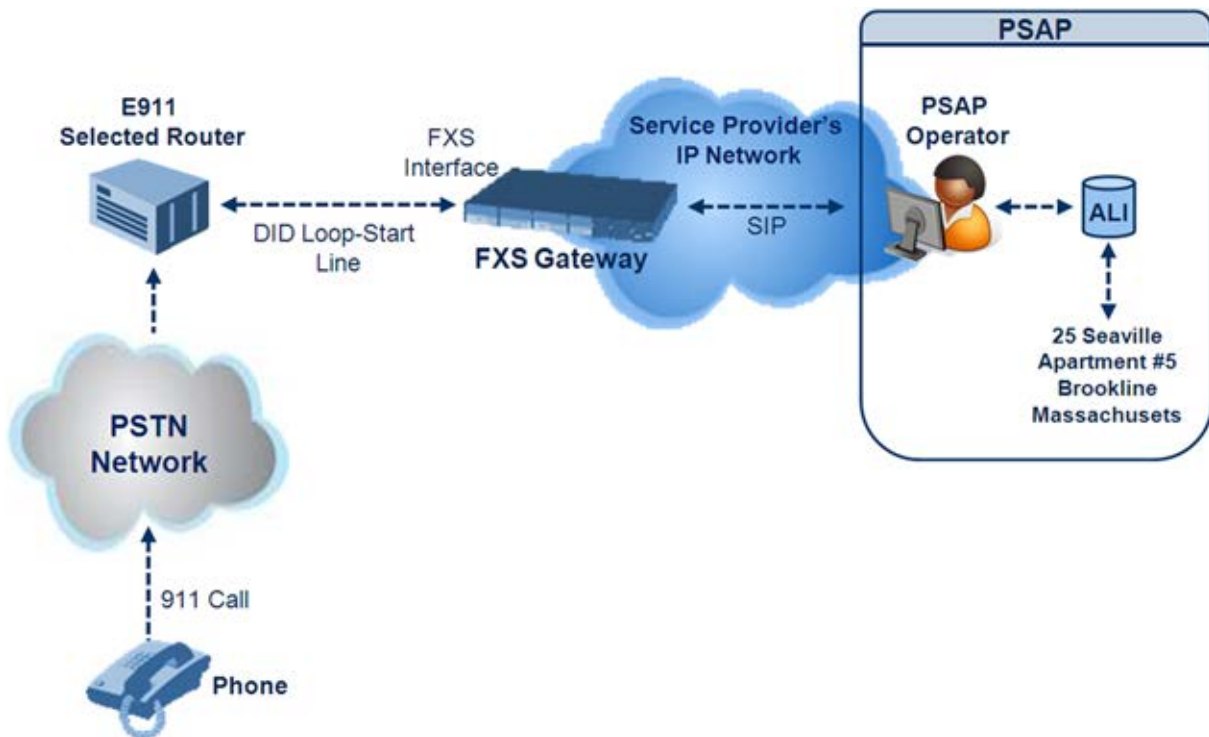 PSAP
E911
Selected Router
FXS
Interface
DID Loop-Start
Line
FXS Gateway
Service Provider's
IP Network
SIP
PSAP
Operator
ALI
25 Seaville
Apartment #5
Brookline
Massachusets
PSTN
Network
911 Call
Phone